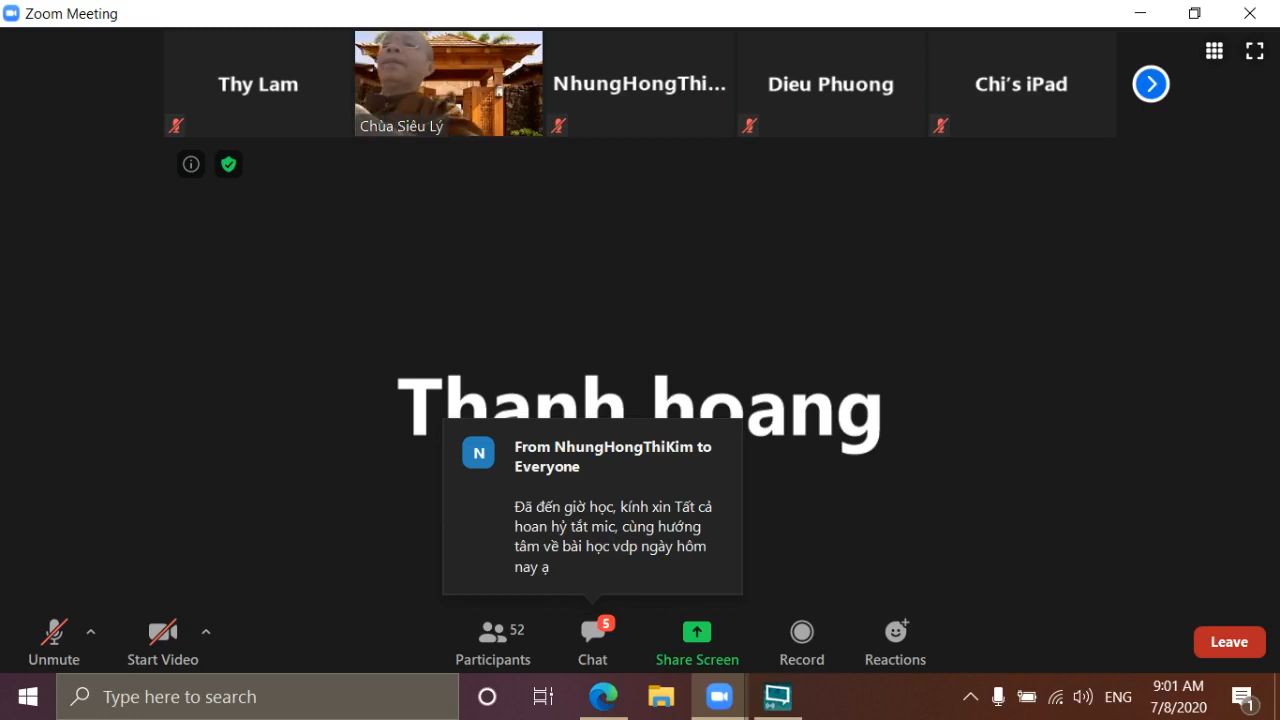 Zoom Meeting
Thy Lam
Chùa Siêu Lý
NhungHongThi...
Dieu Phuong
Chi’s iPad
Thanh hoang
N
From NhungHongThiKim to
Everyone
Đã đến giờ học, kính xin Tất cả
hoan hỷ tắt mic, cùng hướng
tâm về bài học vdp ngày hôm
nay ạ
Unmute
Start Video
52
Participants
5
Chat
Share Screen
Record
Reactions
Leave
Type here to search
ENG
9:01 AM
7/8/2020
1